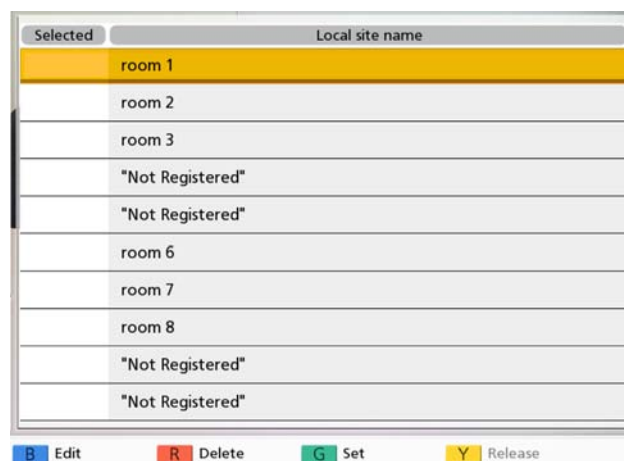 Selected Local site name
room 1
room 2
room 3
"Not Registered"
"Not Registered"
room 6
room 7
room 8
"Not Registered"
"Not Registered"
B Edit R Delete G Set Y Release